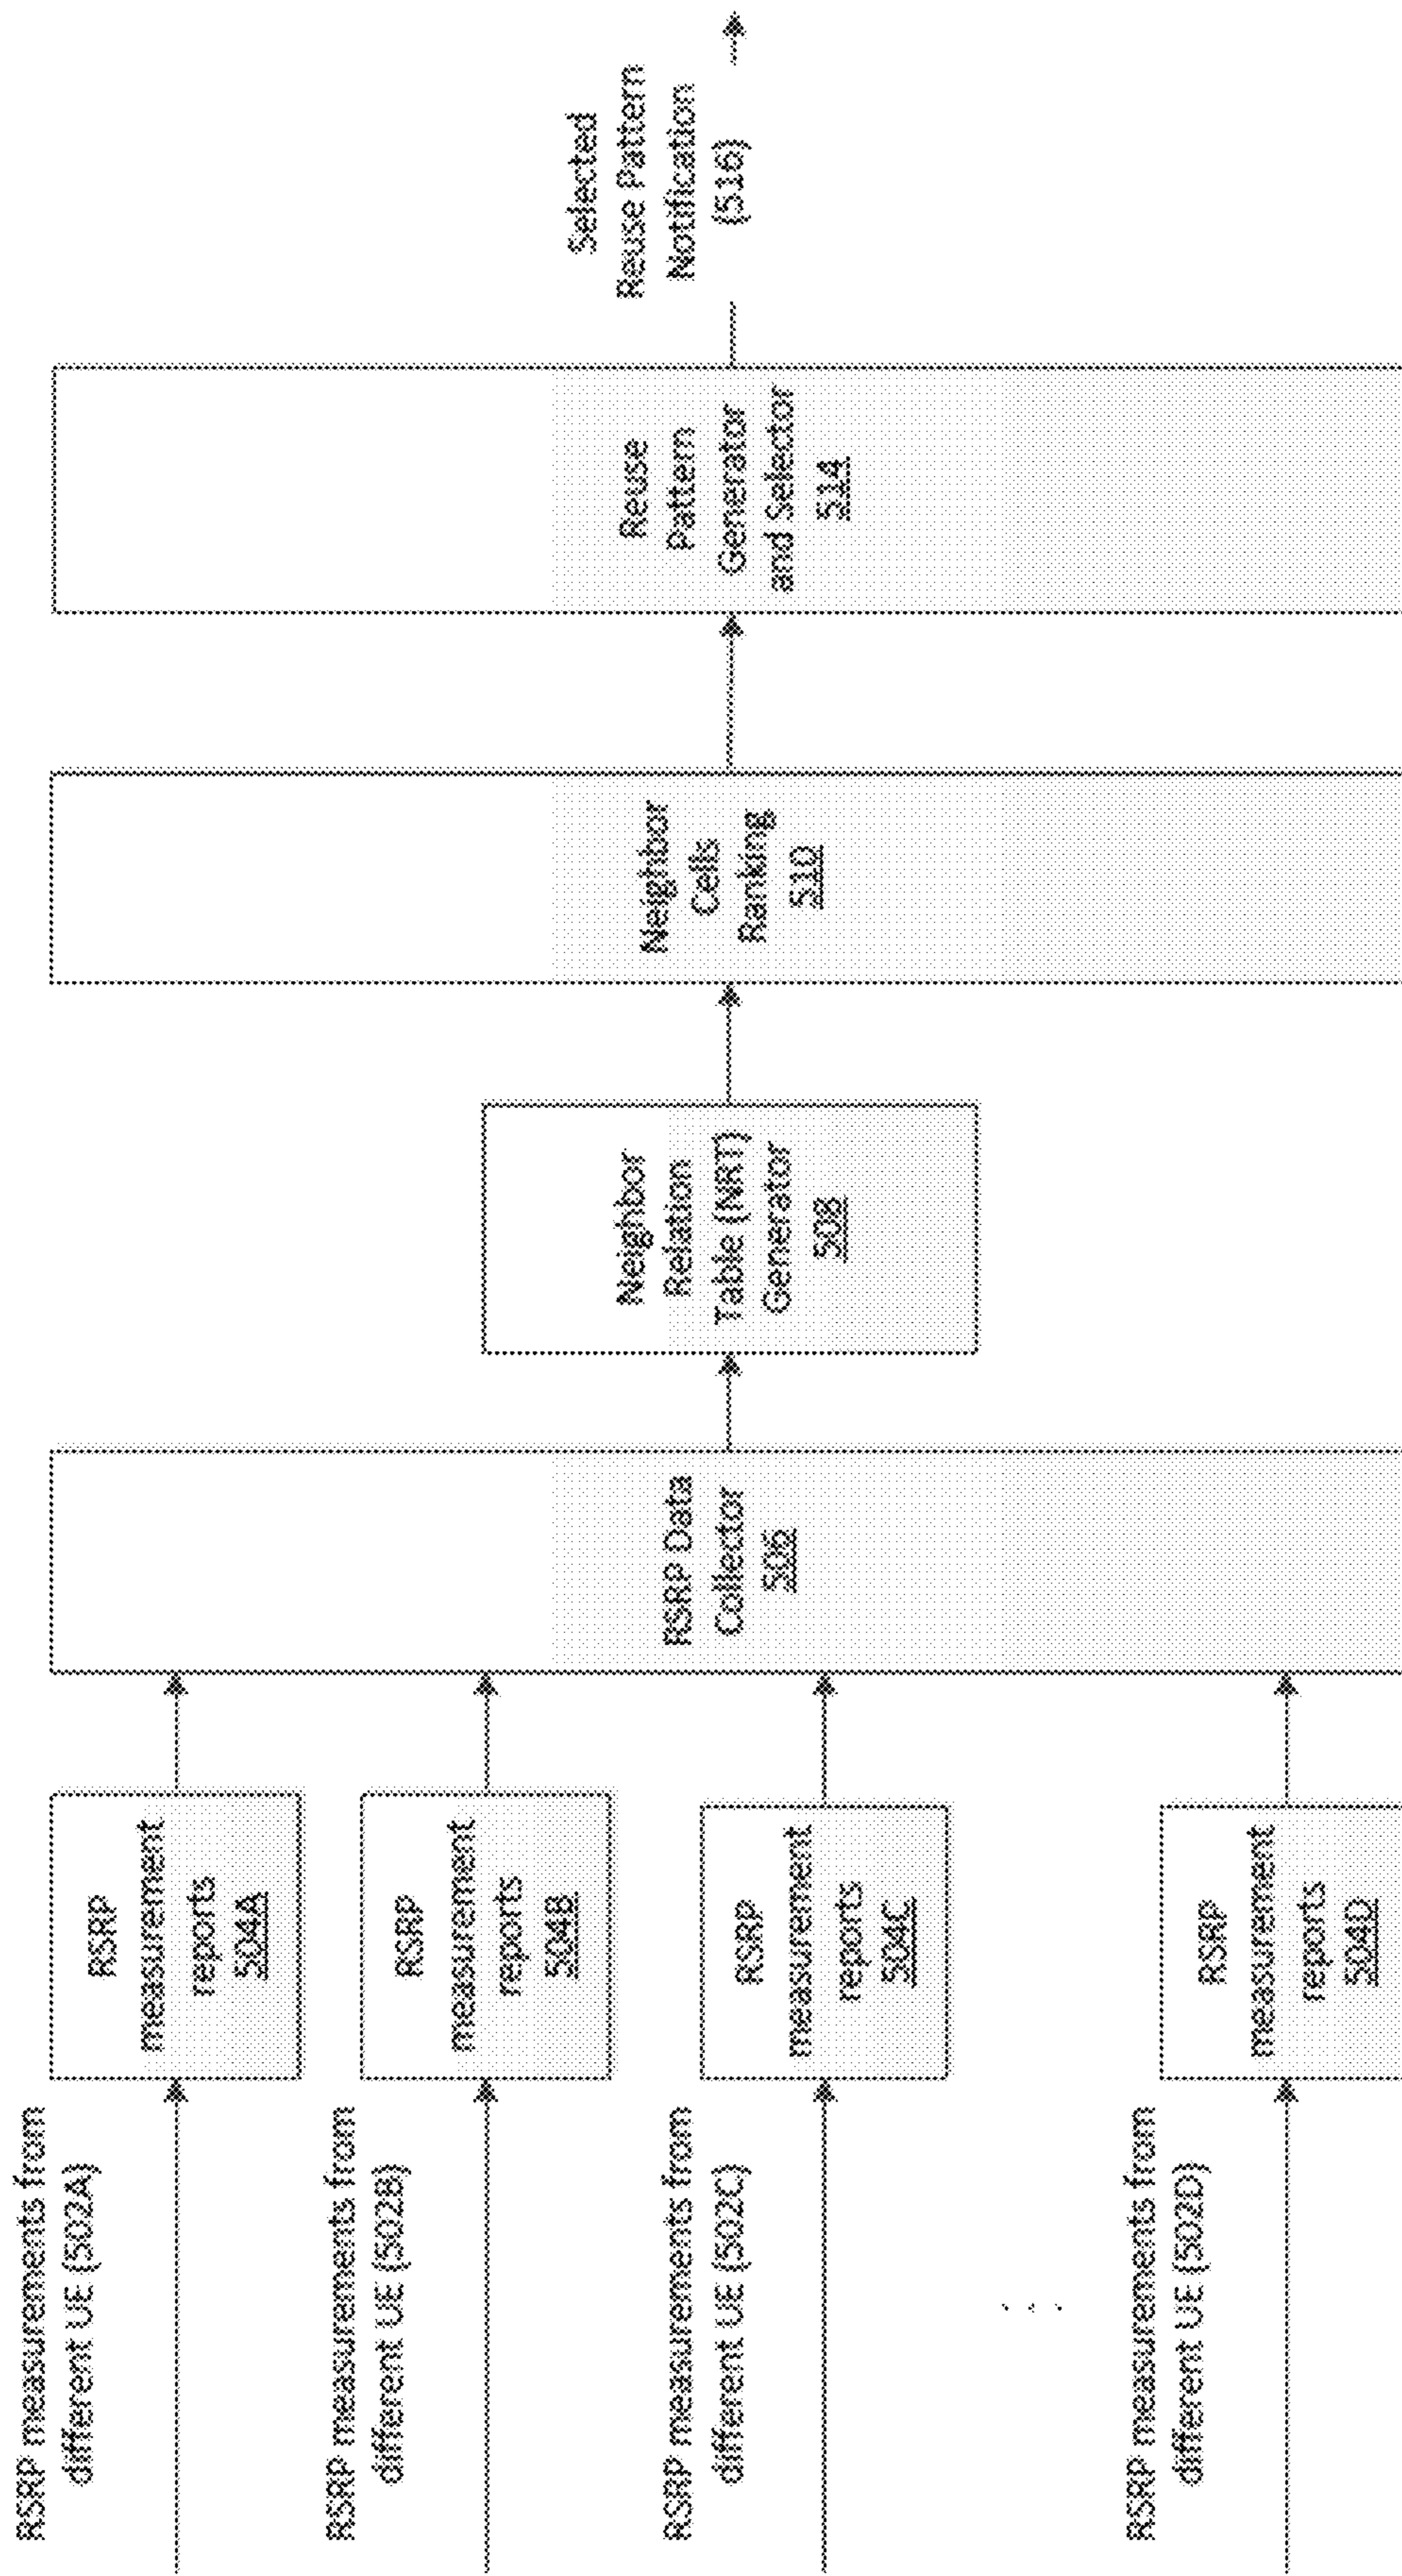 RSRP measurements from
different UE (502A)
RSRP
measurement
reports
504A
RSRP measurements from
different UE (502B)
RSRP
measurement
reports
504B
RSRP measurements from
different UE (502C)
RSRP
measurement
reports
504C
. . .
RSRP measurements from
different UE (502D)
RSRP
measurement
reports
504D
RSRP Data
Collector
506
Neighbor
Relation
Table (NRT)
Generator
508
Neighbor
Cells
Ranking
510
Reuse
Pattern
Generator
and Selector
514
Selected
Reuse Pattern
Notification
(516)